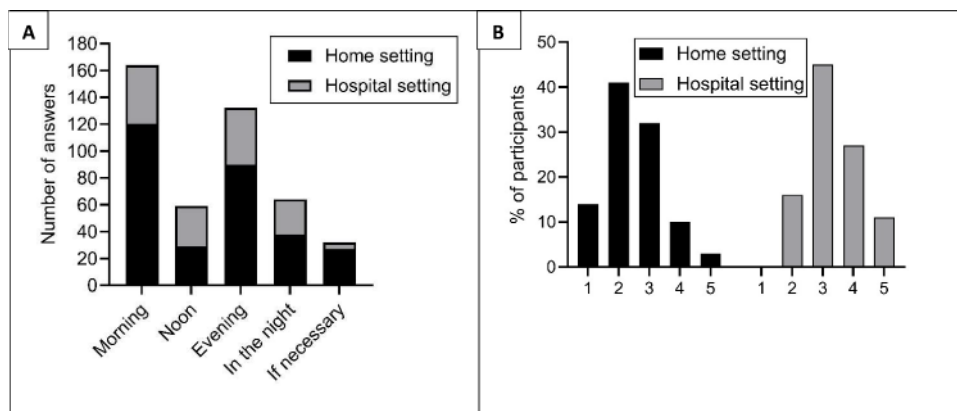 A
Number of answers
180
160
140
120
100
80
60
40
20
0
Home setting
Hospital setting
Morning
Noon
Evening
In the night
If necessary
B
% of participants
50
40
30
20
10
0
Home setting
Hospital setting
1 2 3 4 5 1 2 3 4 5